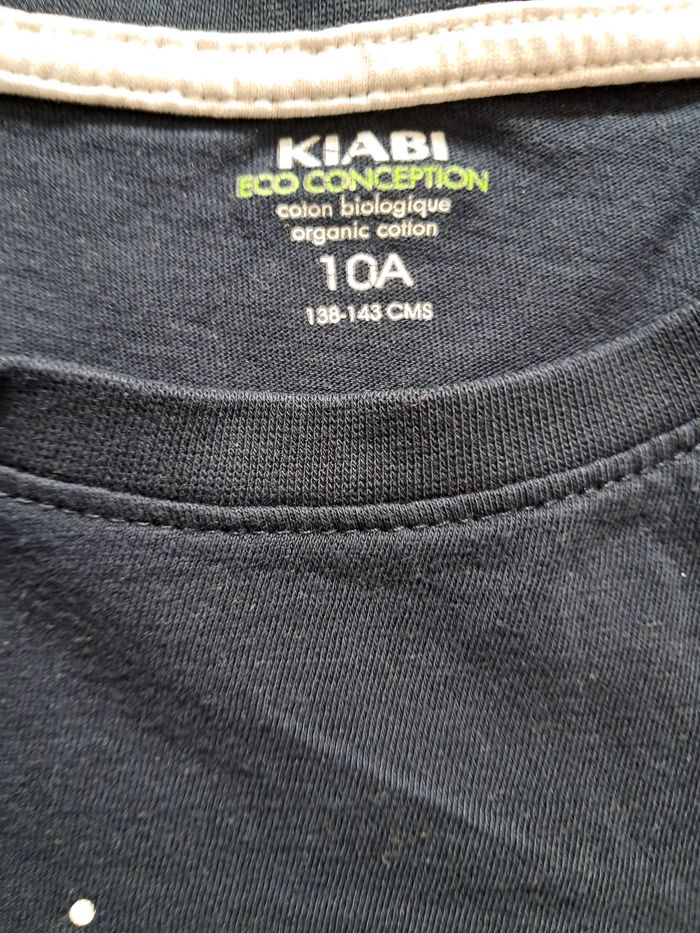 KIABI
ECO CONCEPTION
coton biologique
organic cotton
10A
138-143 CMS